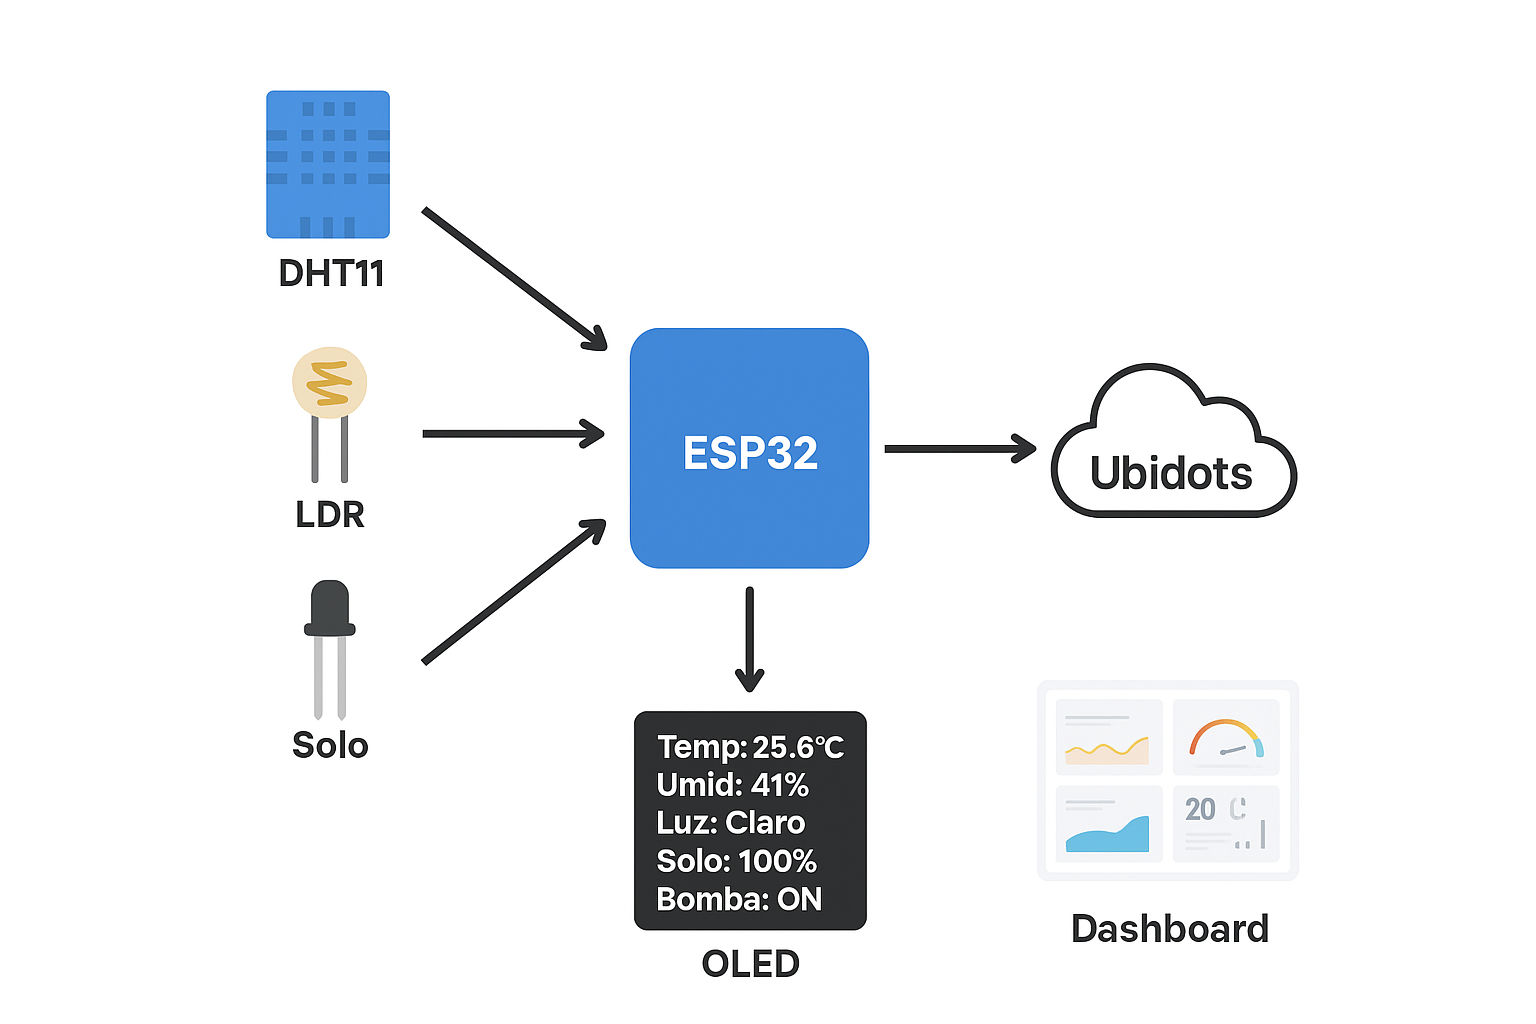 DHT11
LDR
Solo
ESP32
Ubidots
Temp: 25.6°C
Umid: 41%
Luz: Claro
Solo: 100%
Bomba: ON
OLED
20 C
Dashboard